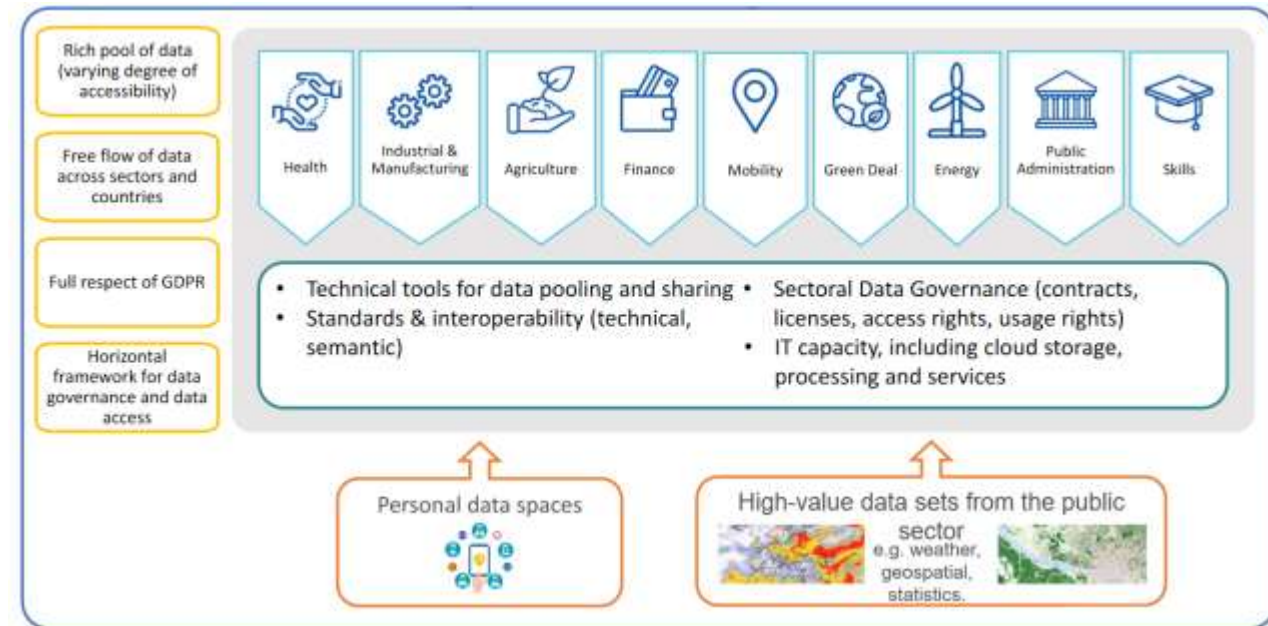 Rich pool of data
(varying degree of
accessibility)
Free flow of data
across sectors and
countries
Full respect of GDPR
Horizontal
framework for data
governance and data
access
Health
Industrial &
Manufacturing
Agriculture
Finance
Mobility
Green Deal
Energy
Public
Administration
Skills
• Technical tools for data pooling and sharing
• Standards & interoperability (technical,
semantic)
• Sectoral Data Governance (contracts,
licenses, access rights, usage rights)
• IT capacity, including cloud storage,
processing and services
Personal data spaces
High-value data sets from the public
sector
e.g. weather,
geospatial,
statistics.